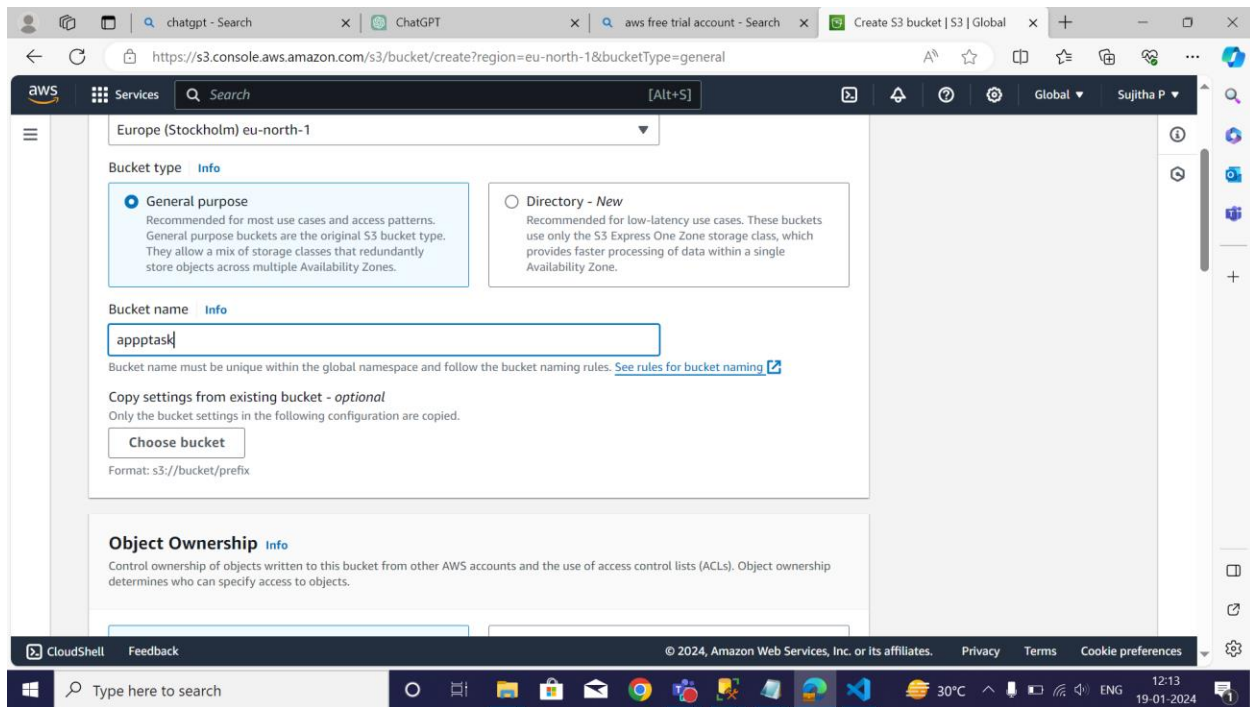 chatgpt - Search
ChatGPT
aws free trial account - Search
Create S3 bucket | S3 | Global
https://s3.console.aws.amazon.com/s3/bucket/create?region=eu-north-1&bucketType=general
aws
Services
Search
[Alt+S]
Global
Sujitha P
Europe (Stockholm) eu-north-1
Bucket type
Info
General purpose
Recommended for most use cases and access patterns.
General purpose buckets are the original S3 bucket type.
They allow a mix of storage classes that redundantly
store objects across multiple Availability Zones.
Directory - New
Recommended for low-latency use cases. These buckets
use only the S3 Express One Zone storage class, which
provides faster processing of data within a single
Availability Zone.
Bucket name
Info
appptask
Bucket name must be unique within the global namespace and follow the bucket naming rules. See rules for bucket naming
Copy settings from existing bucket - optional
Only the bucket settings in the following configuration are copied.
Choose bucket
Format: s3://bucket/prefix
Object Ownership Info
Control ownership of objects written to this bucket from other AWS accounts and the use of access control lists (ACLs). Object ownership
determines who can specify access to objects.
CloudShell
Feedback
© 2024, Amazon Web Services, Inc. or its affiliates.
Privacy
Terms
Cookie preferences
Type here to search
30°C
ENG
12:13
19-01-2024